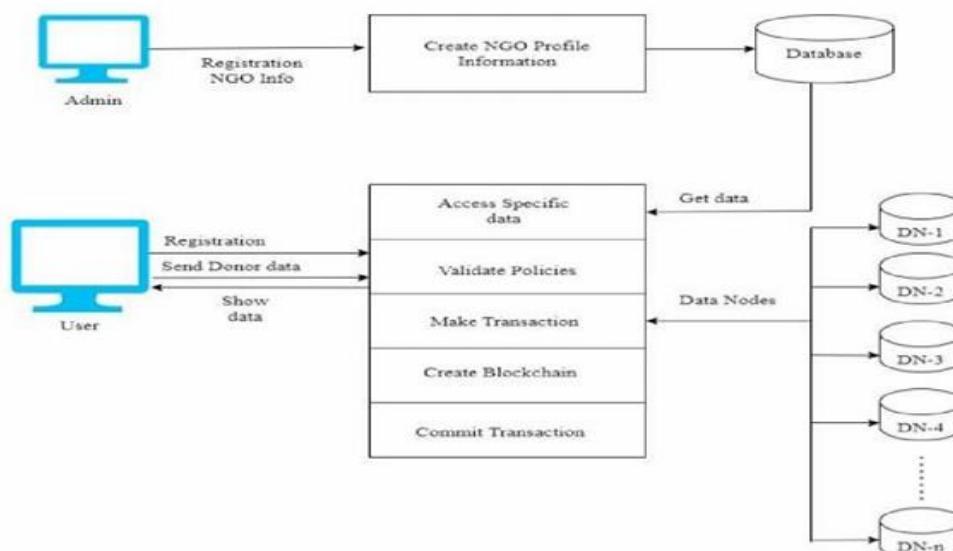 Registration
NGO Info
Admin
Create NGO Profile
Information
Database
Access Specific
data
Get data
Registration
Send Donor data
Show
data
User
Validate Policies
Make Transaction
Create Blockchain
Commit Transaction
Data Nodes
DN-1
DN-2
DN-3
DN-4
DN-n